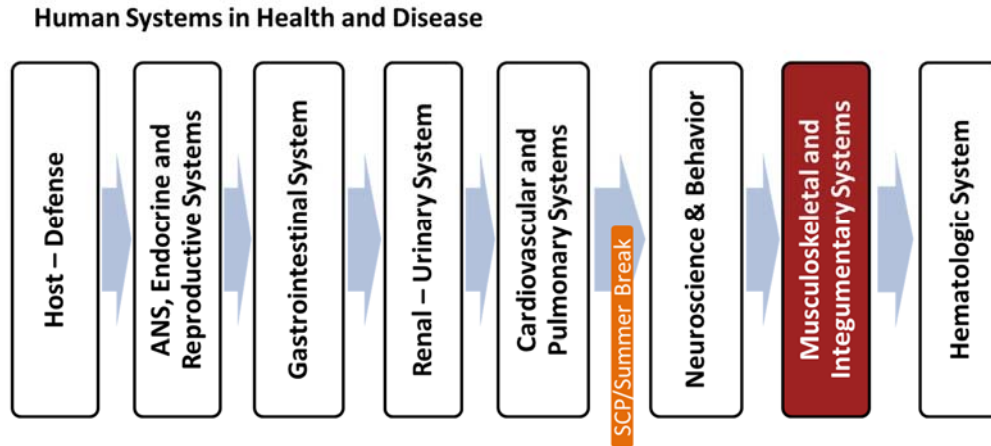 Human Systems in Health and Disease
Host – Defense
ANS, Endocrine and
Reproductive Systems
Gastrointestinal System
Renal – Urinary System
Cardiovascular and
Pulmonary Systems
SCP/Summer Break
Neuroscience & Behavior
Musculoskeletal and
Integumentary Systems
Hematologic System